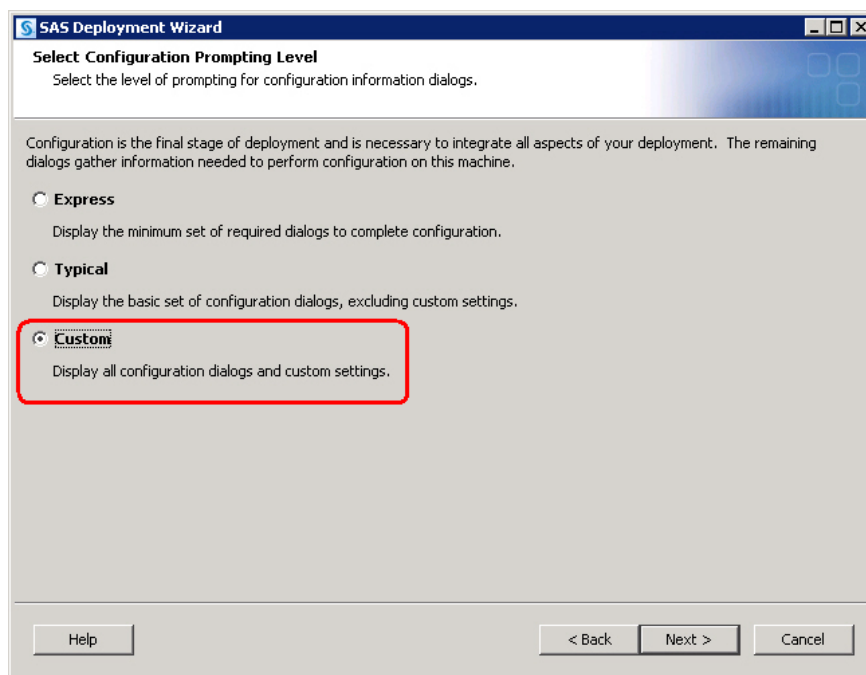 SAS Deployment Wizard
Select Configuration Prompting Level
Select the level of prompting for configuration information dialogs.
Configuration is the final stage of deployment and is necessary to integrate all aspects of your deployment. The remaining
dialogs gather information needed to perform configuration on this machine.
Express
Display the minimum set of required dialogs to complete configuration.
Typical
Display the basic set of configuration dialogs, excluding custom settings.
Custom
Display all configuration dialogs and custom settings.
Help
< Back
Next >
Cancel